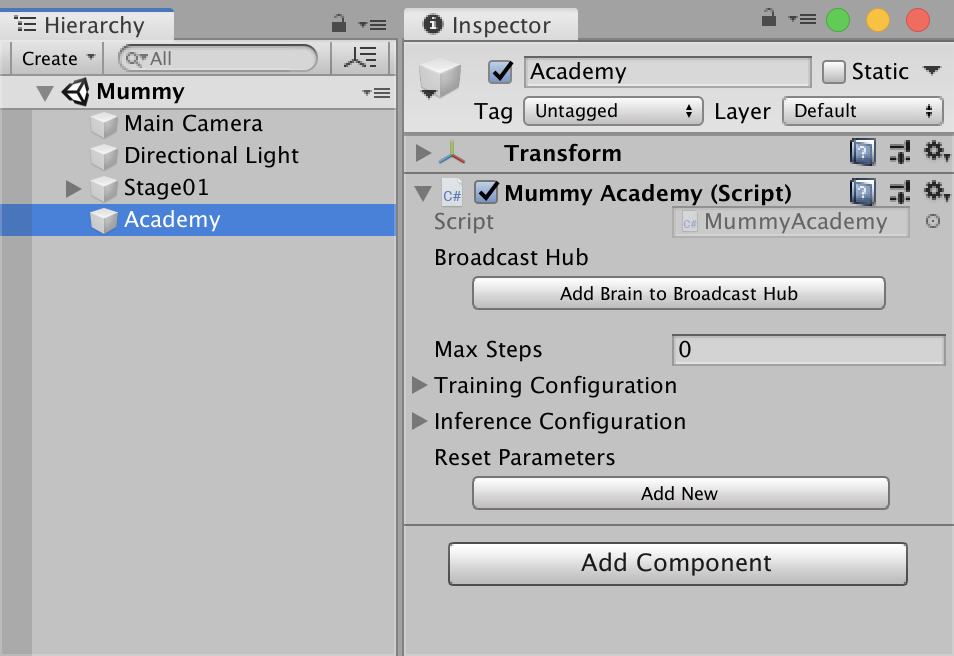 Hierarchy
Create
All
Mummy
Main Camera
Directional Light
Stage01
Academy
Inspector
Academy
Static
Tag
Untagged
Layer
Default
Transform
C#
Mummy Academy (Script)
Script
C#
MummyAcademy
Broadcast Hub
Add Brain to Broadcast Hub
Max Steps
0
Training Configuration
Inference Configuration
Reset Parameters
Add New
Add Component